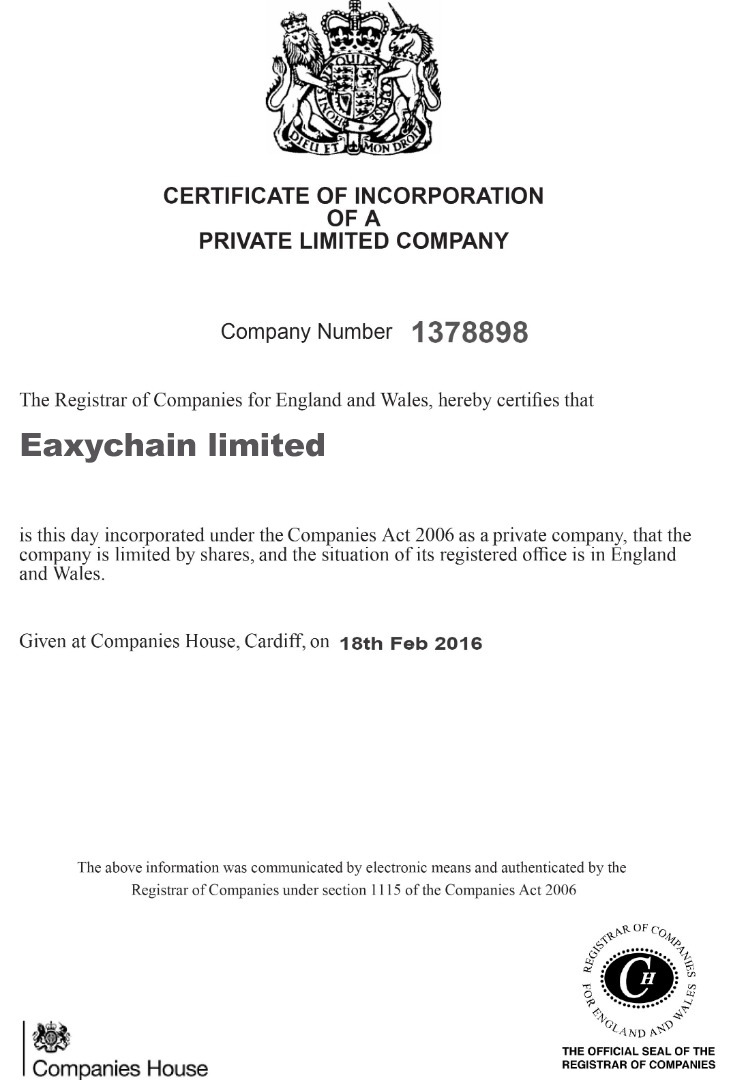 QUI M
HONI
PENSE
DIEU ET MON DROIT
CERTIFICATE OF INCORPORATION
OF A
PRIVATE LIMITED COMPANY
Company Number 1378898
The Registrar of Companies for England and Wales, hereby certifies that
Eaxychain limited
is this day incorporated under the Companies Act 2006 as a private company, that the
company is limited by shares, and the situation of its registered office is in England
and Wales.
Given at Companies House, Cardiff, on 18th Feb 2016
The above information was communicated by electronic means and authenticated by the
Registrar of Companies under section 1115 of the Companies Act 2006
REGISTRAR OF COMPANIES
FOR ENGLAND AND WALES
CH
THE OFFICIAL SEAL OF THE
REGISTRAR OF COMPANIES
Companies House